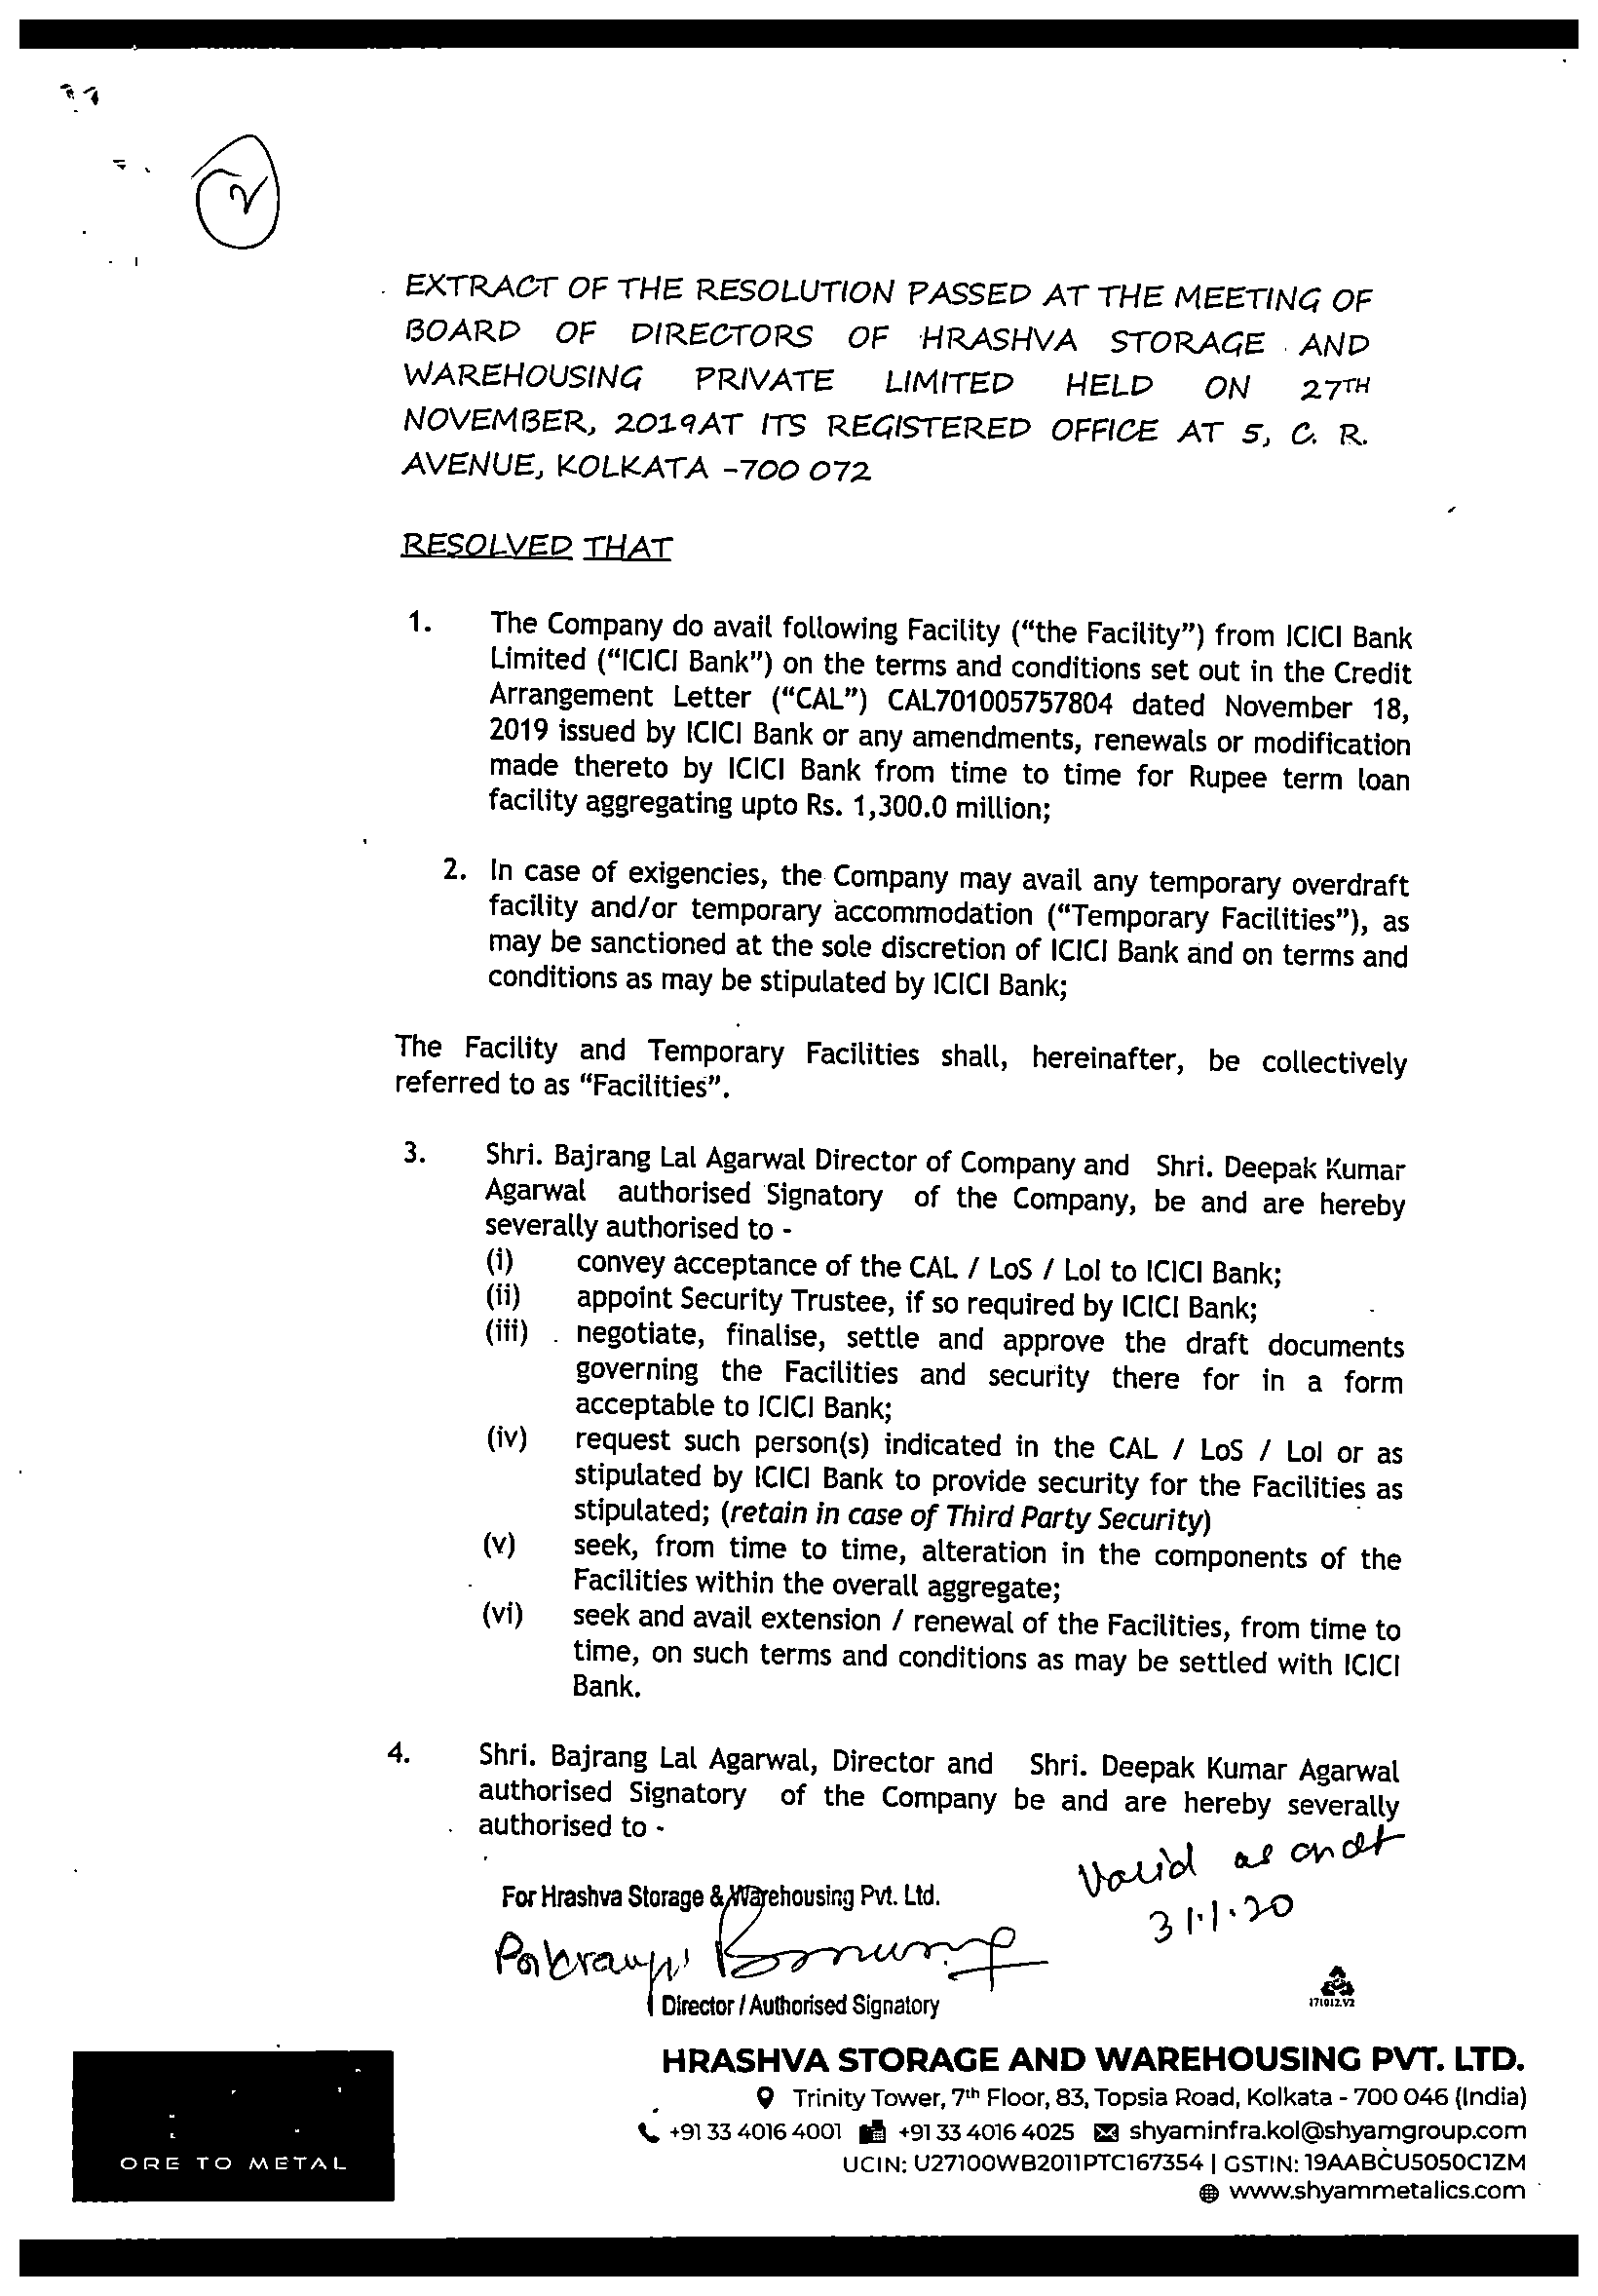 2
EXTRACT OF THE RESOLUTION PASSED AT THE MEETING OF
BOARD OF DIRECTORS OF HRASHVA STORAGE AND
WAREHOUSING PRIVATE LIMITED HELD ON 27TH
NOVEMBER, 2019AT ITS REGISTERED OFFICE AT 5, C. R.
AVENUE, KOLKATA -700 072
RESOLVED THAT
1. The Company do avail following Facility (“the Facility”) from ICICI Bank
Limited (“ICICI Bank”) on the terms and conditions set out in the Credit
Arrangement Letter (“CAL”) CAL701005757804 dated November 18,
2019 issued by ICICI Bank or any amendments, renewals or modification
made thereto by ICICI Bank from time to time for Rupee term loan
facility aggregating upto Rs. 1,300.0 million;
2. In case of exigencies, the Company may avail any temporary overdraft
facility and/or temporary accommodation (“Temporary Facilities”), as
may be sanctioned at the sole discretion of ICICI Bank and on terms and
conditions as may be stipulated by ICICI Bank;
The Facility and Temporary Facilities shall, hereinafter, be collectively
referred to as “Facilities”.
3. Shri. Bajrang Lal Agarwal Director of Company and Shri. Deepak Kumar
Agarwal authorised Signatory of the Company, be and are hereby
severally authorised to -
(i) convey acceptance of the CAL / LoS / LoI to ICICI Bank;
(ii) appoint Security Trustee, if so required by ICICI Bank;
(iii) negotiate, finalise, settle and approve the draft documents
governing the Facilities and security there for in a form
acceptable to ICICI Bank;
(iv) request such person(s) indicated in the CAL / LoS / LoI or as
stipulated by ICICI Bank to provide security for the Facilities as
stipulated; (retain in case of Third Party Security)
(v) seek, from time to time, alteration in the components of the
Facilities within the overall aggregate;
(vi) seek and avail extension / renewal of the Facilities, from time to
time, on such terms and conditions as may be settled with ICICI
Bank.
4. Shri. Bajrang Lal Agarwal, Director and Shri. Deepak Kumar Agarwal
authorised Signatory of the Company be and are hereby severally
authorised to -
Valid as on dt
31.1.20
For Hrashva Storage & Warehousing Pvt. Ltd.
Director / Authorised Signatory
171012.V2
HRASHVA STORAGE AND WAREHOUSING PVT. LTD.
Trinity Tower, 7th Floor, 83, Topsia Road, Kolkata - 700 046 (India)
+91 33 4016 4001 +91 33 4016 4025 shyaminfra.kol@shyamgroup.com
ORE TO METAL
UCIN: U27100WB2011PTC167354 | GSTIN: 19AABCU5050C1ZM
www.shyammetalics.com